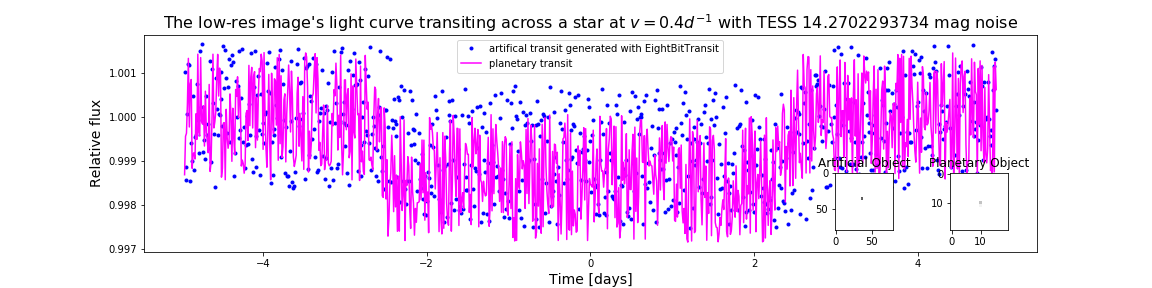 The low-res image's light curve transiting across a star at v = 0.4d⁻¹ with TESS 14.2702293734 mag noise
artifical transit generated with EightBitTransit
planetary transit
Relative flux
1.001
1.000
0.999
0.998
0.997
Artificial Object
Planetary Object
0
50
0
50
0
10
0
10
−4
−2
0
2
4
Time [days]